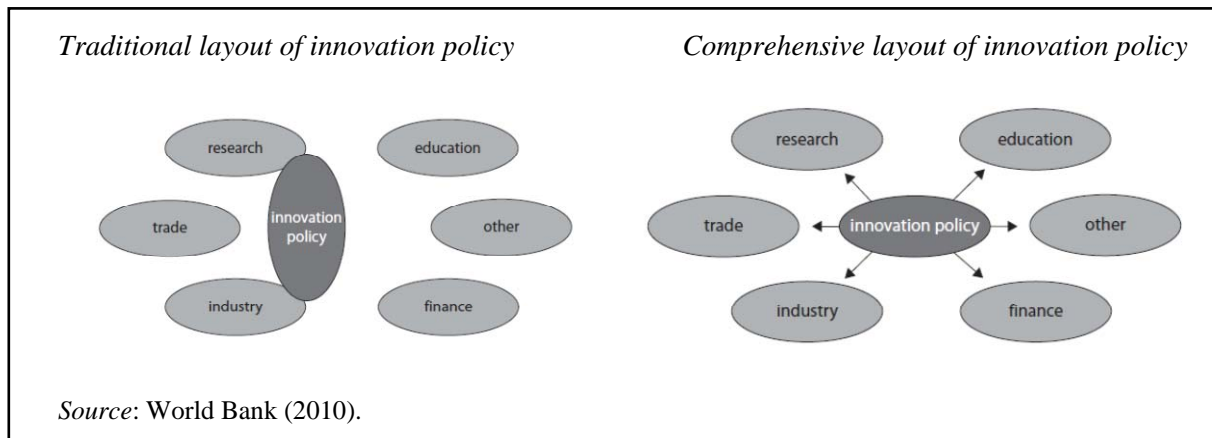 Traditional layout of innovation policy
Comprehensive layout of innovation policy
research
education
trade
innovation
policy
other
industry
finance
research
education
trade
innovation policy
other
industry
finance
Source: World Bank (2010).